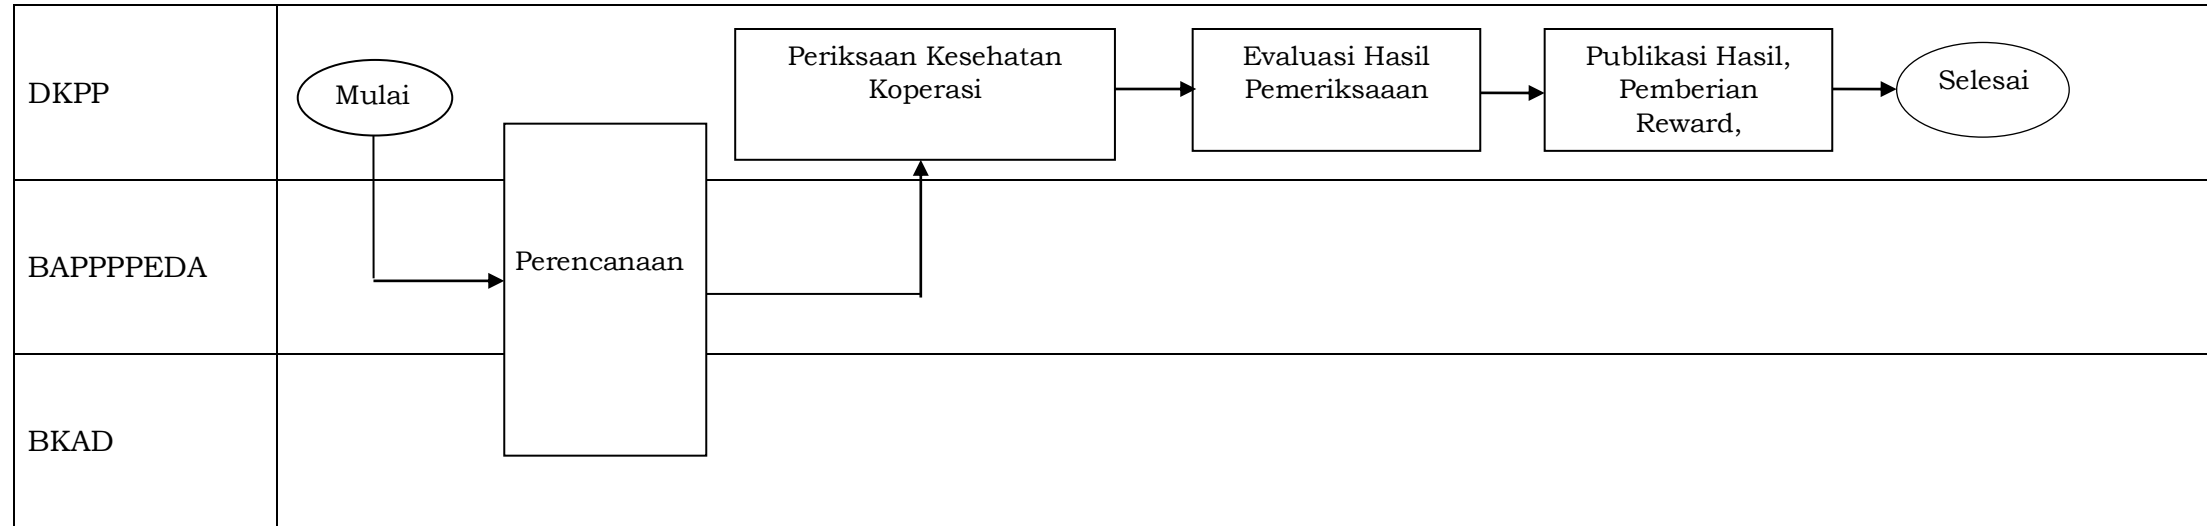 DKPP
Mulai
Periksaan Kesehatan
Koperasi
Evaluasi Hasil
Pemeriksaaan
Publikasi Hasil,
Pemberian
Reward,
Selesai
BAPPPPEDA
Perencanaan
BKAD